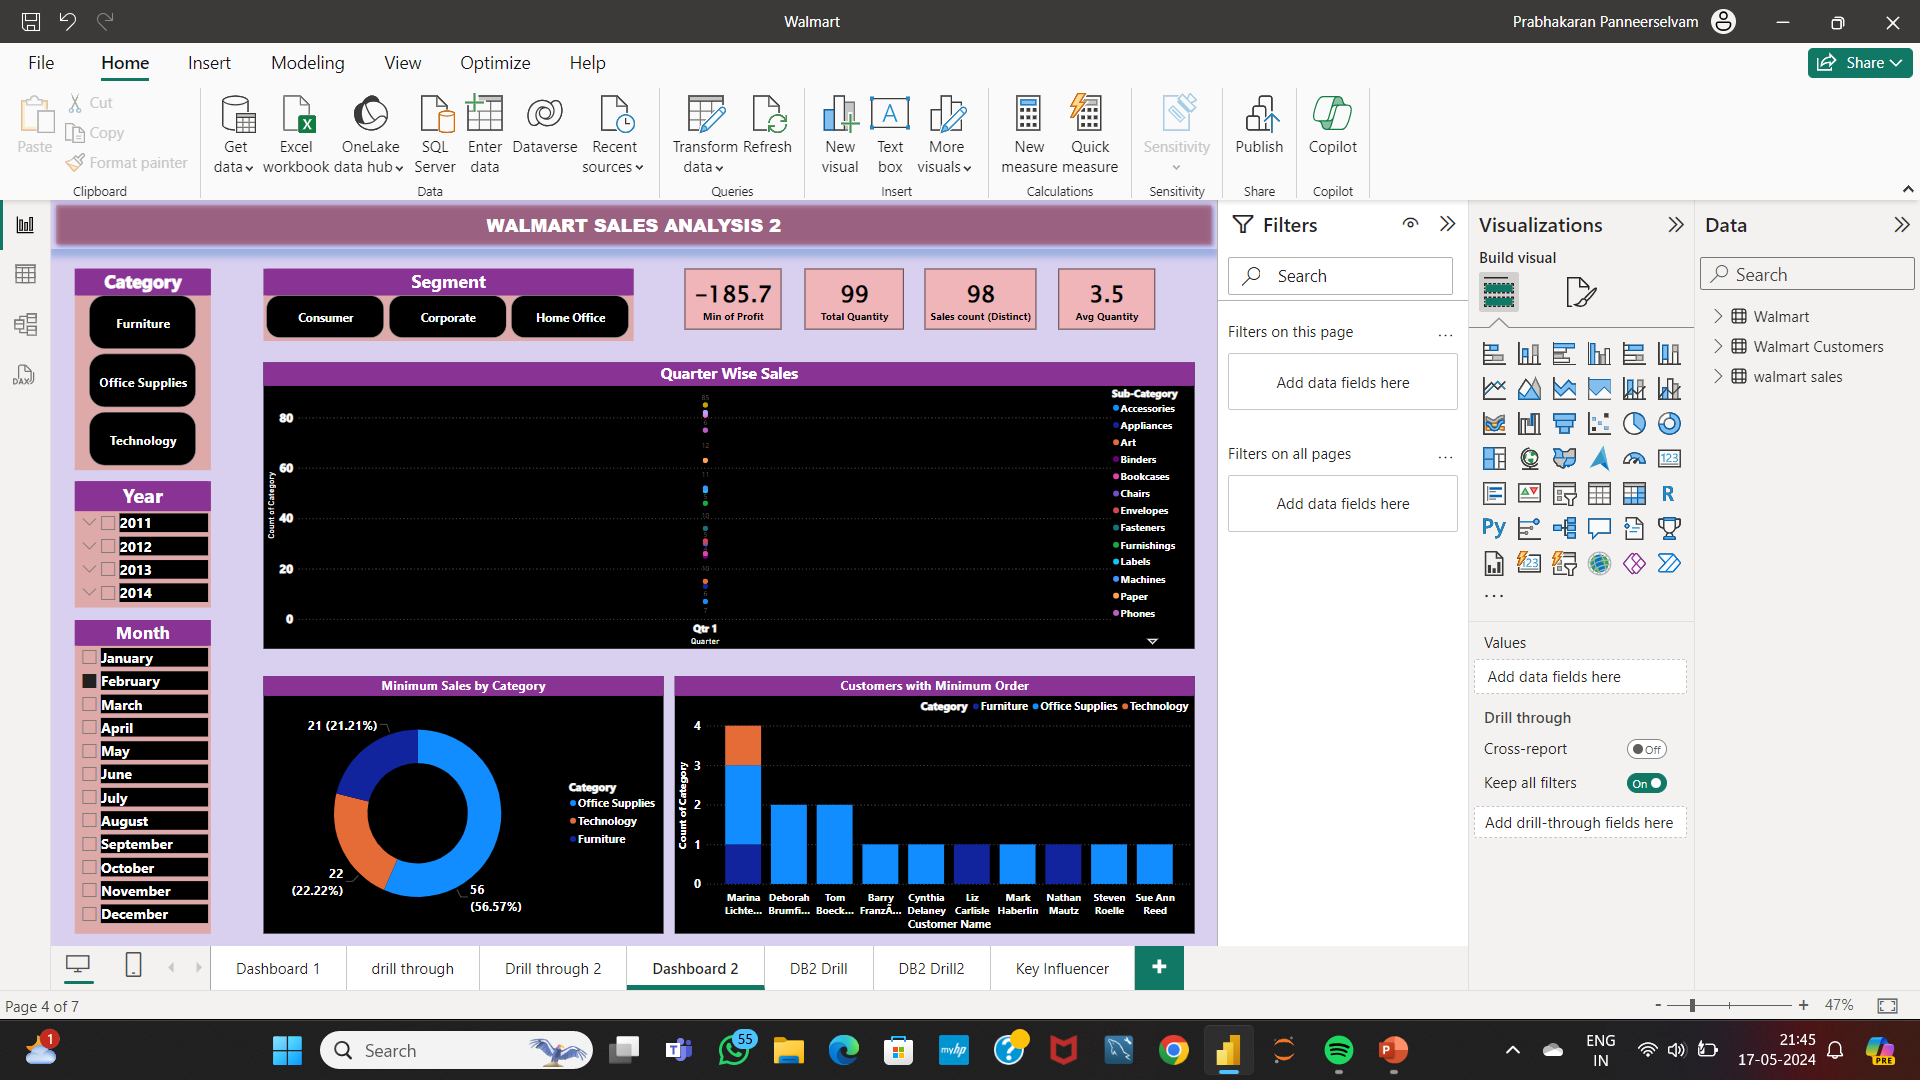 Walmart
Prabhakaran Panneerselvam
File Home Insert Modeling View Optimize Help
Share
Paste
Cut
Copy
Format painter
Clipboard
Get data
Excel workbook
OneLake data hub
SQL Server
Enter data
Dataverse
Recent sources
Data
Transform data
Refresh
Queries
New visual
Text box
More visuals
Insert
New measure
Quick measure
Calculations
Sensitivity
Sensitivity
Publish
Share
Copilot
Copilot
WALMART SALES ANALYSIS 2
Category
Furniture
Office Supplies
Technology
Year
2011
2012
2013
2014
Month
January
February
March
April
May
June
July
August
September
October
November
December
Segment
Consumer
Corporate
Home Office
-185.7
Min of Profit
99
Total Quantity
98
Sales count (Distinct)
3.5
Avg Quantity
Quarter Wise Sales
Count of Category
80
60
40
20
0
Qtr 1
Quarter
Sub-Category
Accessories
Appliances
Art
Binders
Bookcases
Chairs
Envelopes
Fasteners
Furnishings
Labels
Machines
Paper
Phones
Minimum Sales by Category
21 (21.21%)
22
(22.22%)
56
(56.57%)
Category
Office Supplies
Technology
Furniture
Customers with Minimum Order
Category Furniture Office Supplies Technology
Count of Category
4
3
2
1
0
Marina Lichte...
Deborah Brumfi...
Tom Boeck...
Barry FranzÃ...
Cynthia Delaney
Liz Carlisle
Mark Haberlin
Nathan Mautz
Steven Roelle
Sue Ann Reed
Customer Name
Filters
Search
Filters on this page
...
Add data fields here
Filters on all pages
...
Add data fields here
Visualizations
Build visual
123
R
Py
...
Values
Add data fields here
Drill through
Cross-report
Off
Keep all filters
On
Add drill-through fields here
Data
Search
Walmart
Walmart Customers
walmart sales
Dashboard 1
drill through
Drill through 2
Dashboard 2
DB2 Drill
DB2 Drill2
Key Influencer
+
Page 4 of 7
- + 47%
1
Search
55
myhp
ENG
IN
21:45
17-05-2024
PRE